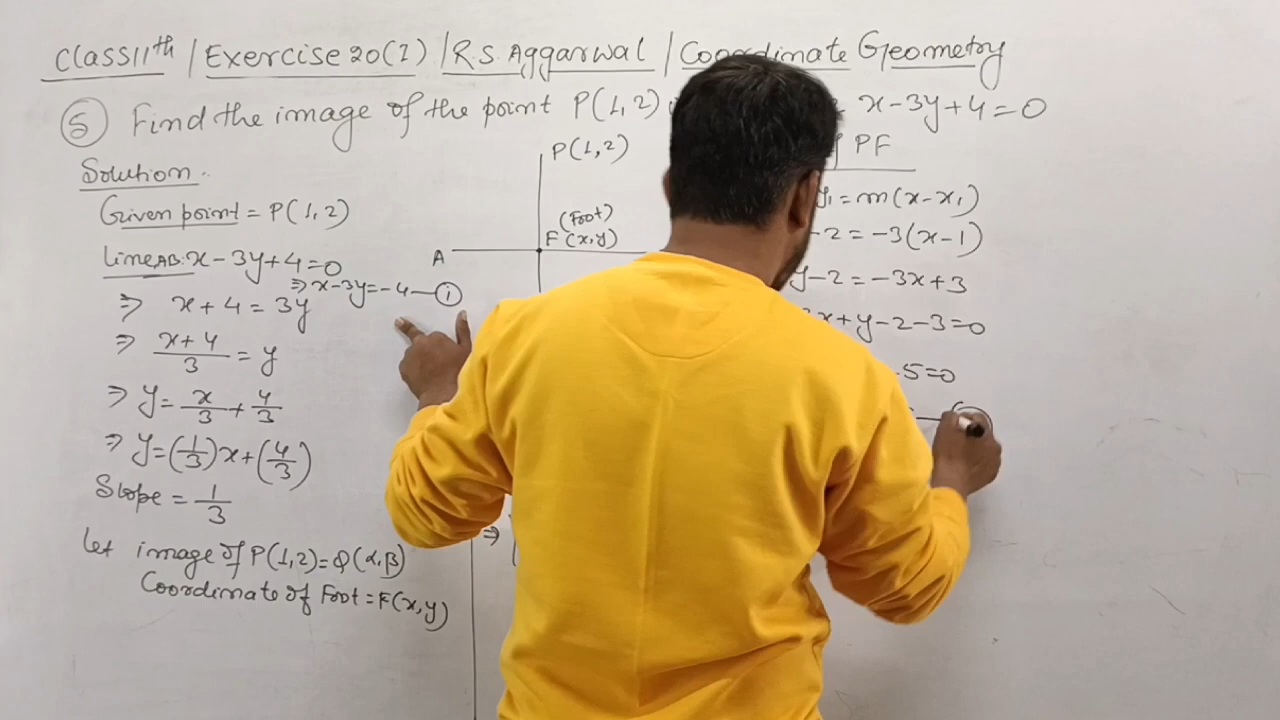 Class 11th / Exercise 20(I) / R.S. Aggarwal / Coordinate Geometry
⑤ Find the image of the point P(1,2) x-3y+4=0
Solution.
Given point = P(1,2)
Line AB: x-3y+4=0
⇒ x-3y=-4 — ①
⇒ x+4=3y
⇒ x+4/3 = y
⇒ y = x/3 + 4/3
⇒ y = (1/3)x + (4/3)
Slope = 1/3
Let image of P(1,2) = Q(α,β)
Coordinate of Foot = F(x,y)
P(1,2)
(Foot)
F(x,y)
A
⇒
PF
y₁ = m(x-x₁)
-2 = -3(x-1)
y-2 = -3x+3
x+y-2-3=0
5=0